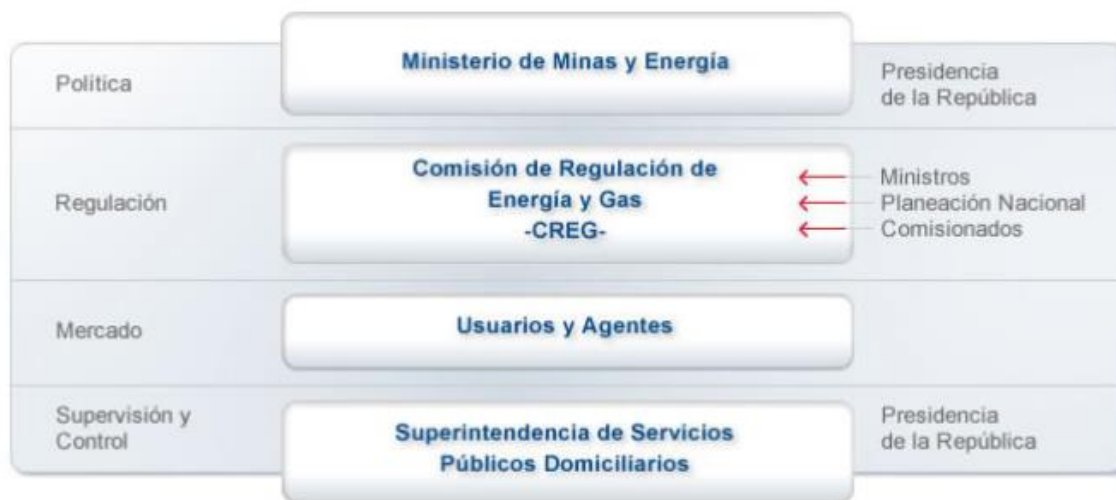 Política
Ministerio de Minas y Energía
Presidencia
de la República
Regulación
Comisión de Regulación de
Energía y Gas
-CREG-
Ministros
Planeación Nacional
Comisionados
Mercado
Usuarios y Agentes
Supervisión y
Control
Superintendencia de Servicios
Públicos Domiciliarios
Presidencia
de la República